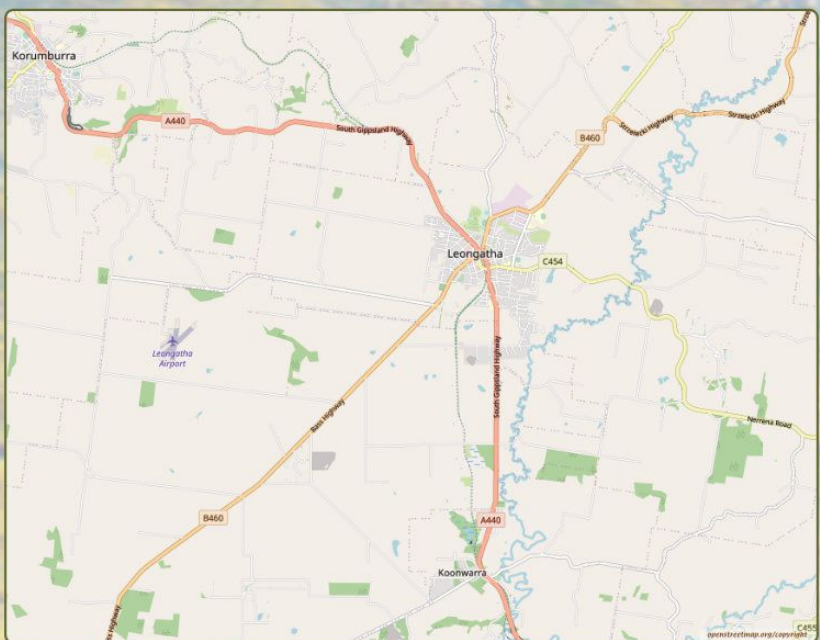 Korumburra
A440
South Gippsland Highway
B460
Strzelecki Highway
Strzelecki Highway
Leongatha
C454
Leongatha
Airport
South Gippsland Highway
Bass Highway
Nerrena Road
B460
A440
Koonwarra
Highway
C455
openstreetmap.org/copyright